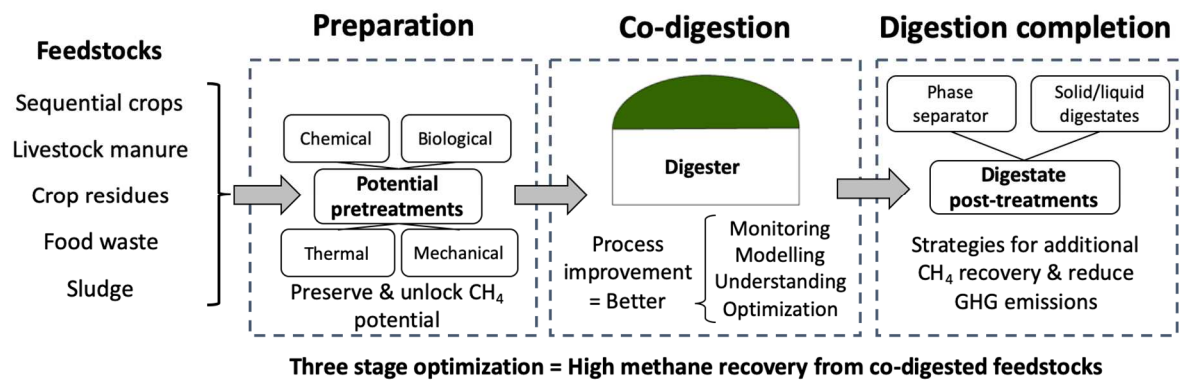 Feedstocks
Sequential crops
Livestock manure
Crop residues
Food waste
Sludge
Preparation
Chemical
Biological
Potential
pretreatments
Thermal
Mechanical
Preserve & unlock CH₄
potential
Co-digestion
Digester
Process
improvement
= Better
Monitoring
Modelling
Understanding
Optimization
Digestion completion
Phase
separator
Solid/liquid
digestates
Digestate
post-treatments
Strategies for additional
CH₄ recovery & reduce
GHG emissions
Three stage optimization = High methane recovery from co-digested feedstocks